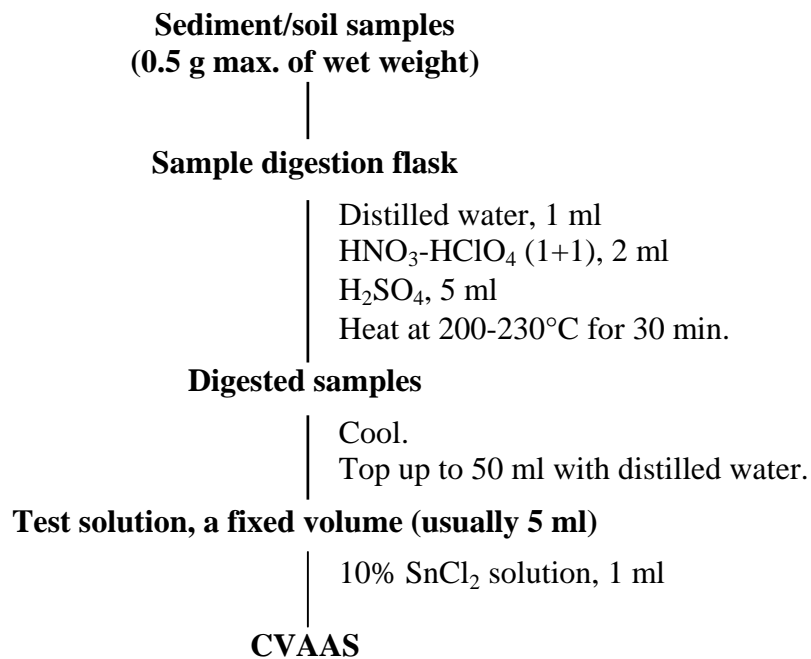 Sediment/soil samples
(0.5 g max. of wet weight)
Sample digestion flask
Distilled water, 1 ml
HNO₃-HClO₄ (1+1), 2 ml
H₂SO₄, 5 ml
Heat at 200-230°C for 30 min.
Digested samples
Cool.
Top up to 50 ml with distilled water.
Test solution, a fixed volume (usually 5 ml)
10% SnCl₂ solution, 1 ml
CVAAS